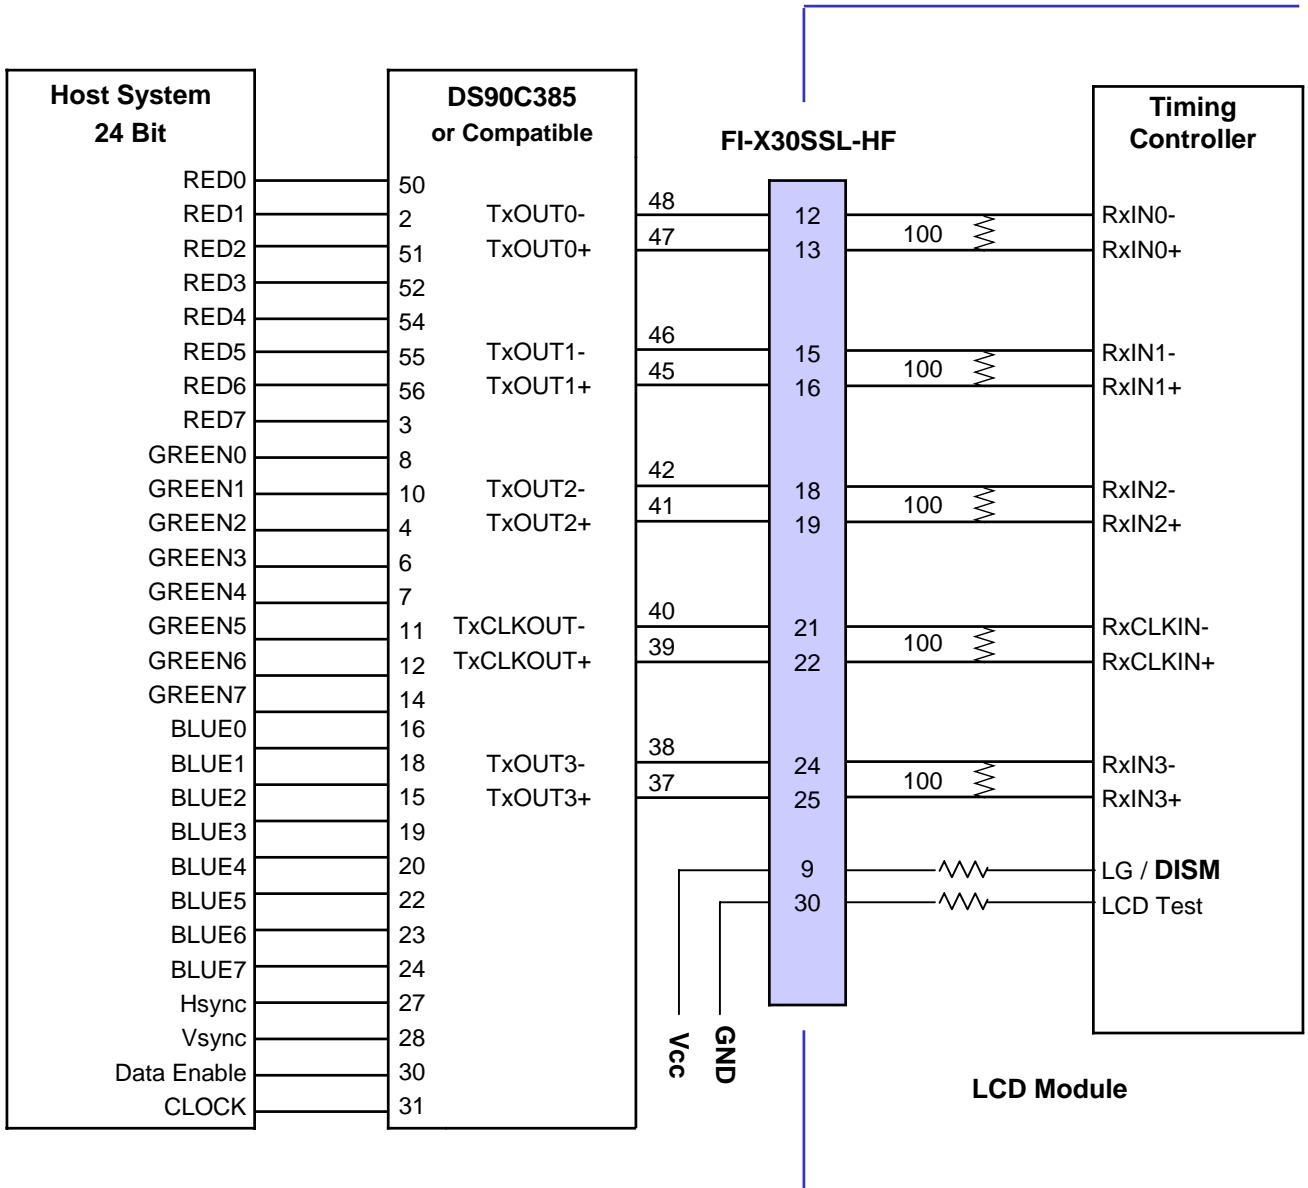 Host System
24 Bit
RED0
RED1
RED2
RED3
RED4
RED5
RED6
RED7
GREEN0
GREEN1
GREEN2
GREEN3
GREEN4
GREEN5
GREEN6
GREEN7
BLUE0
BLUE1
BLUE2
BLUE3
BLUE4
BLUE5
BLUE6
BLUE7
Hsync
Vsync
Data Enable
CLOCK
DS90C385
or Compatible
50
2
51
52
54
55
56
3
8
10
4
6
7
11
12
14
16
18
15
19
20
22
23
24
27
28
30
31
TxOUT0-
TxOUT0+
TxOUT1-
TxOUT1+
TxOUT2-
TxOUT2+
TxCLKOUT-
TxCLKOUT+
TxOUT3-
TxOUT3+
48
47
46
45
42
41
40
39
38
37
Vcc
GND
FI-X30SSL-HF
12
13
15
16
18
19
21
22
24
25
9
30
100
100
100
100
100
Timing
Controller
RxIN0-
RxIN0+
RxIN1-
RxIN1+
RxIN2-
RxIN2+
RxCLKIN-
RxCLKIN+
RxIN3-
RxIN3+
LG / DISM
LCD Test
LCD Module